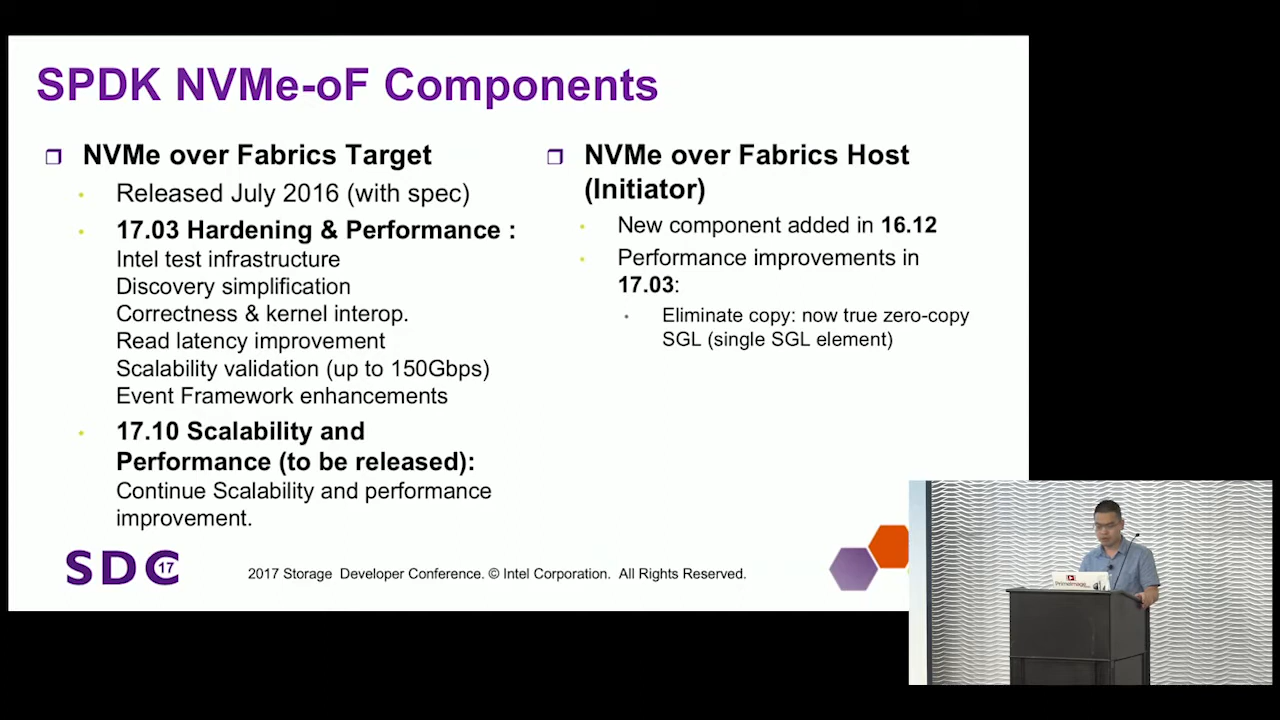 SPDK NVMe-oF Components
NVMe over Fabrics Target
Released July 2016 (with spec)
17.03 Hardening & Performance :
Intel test infrastructure
Discovery simplification
Correctness & kernel interop.
Read latency improvement
Scalability validation (up to 150Gbps)
Event Framework enhancements
17.10 Scalability and
Performance (to be released):
Continue Scalability and performance
improvement.
NVMe over Fabrics Host
(Initiator)
New component added in 16.12
Performance improvements in
17.03:
Eliminate copy: now true zero-copy
SGL (single SGL element)
SDC 17
2017 Storage Developer Conference. © Intel Corporation. All Rights Reserved.
PrimeImage